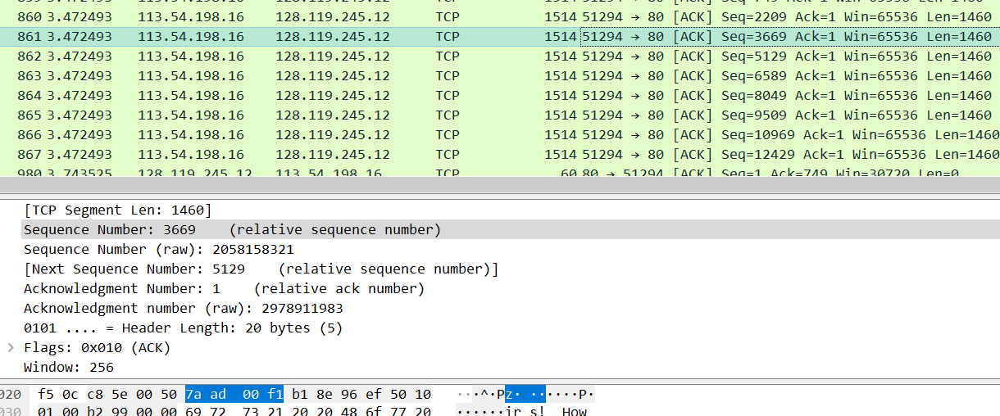 860 3.472493 113.54.198.16 128.119.245.12 TCP 1514 51294 → 80 [ACK] Seq=2209 Ack=1 Win=65536 Len=1460
861 3.472493 113.54.198.16 128.119.245.12 TCP 1514 51294 → 80 [ACK] Seq=3669 Ack=1 Win=65536 Len=1460
862 3.472493 113.54.198.16 128.119.245.12 TCP 1514 51294 → 80 [ACK] Seq=5129 Ack=1 Win=65536 Len=1460
863 3.472493 113.54.198.16 128.119.245.12 TCP 1514 51294 → 80 [ACK] Seq=6589 Ack=1 Win=65536 Len=1460
864 3.472493 113.54.198.16 128.119.245.12 TCP 1514 51294 → 80 [ACK] Seq=8049 Ack=1 Win=65536 Len=1460
865 3.472493 113.54.198.16 128.119.245.12 TCP 1514 51294 → 80 [ACK] Seq=9509 Ack=1 Win=65536 Len=1460
866 3.472493 113.54.198.16 128.119.245.12 TCP 1514 51294 → 80 [ACK] Seq=10969 Ack=1 Win=65536 Len=1460
867 3.472493 113.54.198.16 128.119.245.12 TCP 1514 51294 → 80 [ACK] Seq=12429 Ack=1 Win=65536 Len=1460
980 3.743525 128.119.245.12 113.54.198.16 TCP 60 80 → 51294 [ACK] Seq=1 Ack=749 Win=30720 Len=0
[TCP Segment Len: 1460]
Sequence Number: 3669 (relative sequence number)
Sequence Number (raw): 2058158321
[Next Sequence Number: 5129 (relative sequence number)]
Acknowledgment Number: 1 (relative ack number)
Acknowledgment number (raw): 2978911983
0101 .... = Header Length: 20 bytes (5)
Flags: 0x010 (ACK)
Window: 256
020 f5 0c c8 5e 00 50 7a ad 00 f1 b1 8e 96 ef 50 10 ···^·Pz· ······P·
030 01 00 b2 99 00 00 69 72 73 21 20 20 48 6f 77 20 ······ir s! How